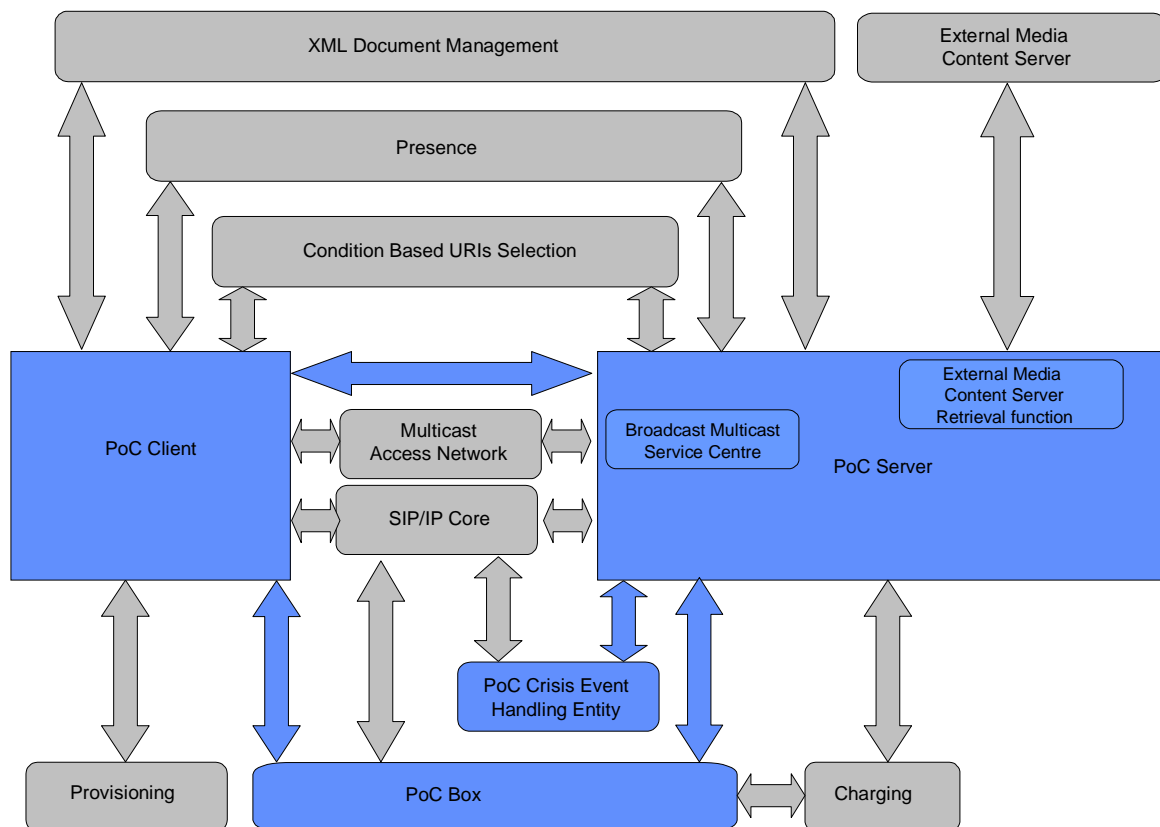 XML Document Management
External Media
Content Server
Presence
Condition Based URIs Selection
External Media
Content Server
Retrieval function
PoC Client
Multicast
Access Network
Broadcast Multicast
Service Centre
PoC Server
SIP/IP Core
PoC Crisis Event
Handling Entity
Provisioning
PoC Box
Charging